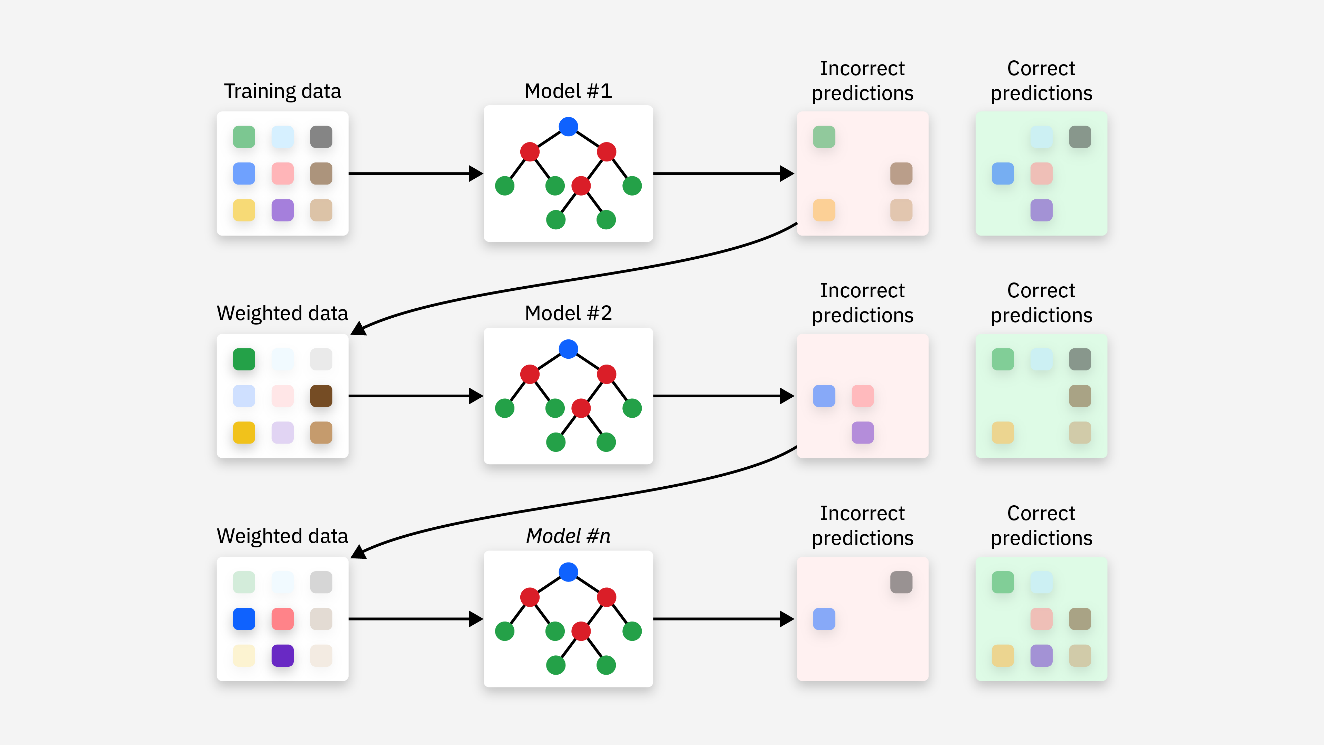 Training data
Model #1
Incorrect
predictions
Correct
predictions
Weighted data
Model #2
Incorrect
predictions
Correct
predictions
Weighted data
Model #n
Incorrect
predictions
Correct
predictions